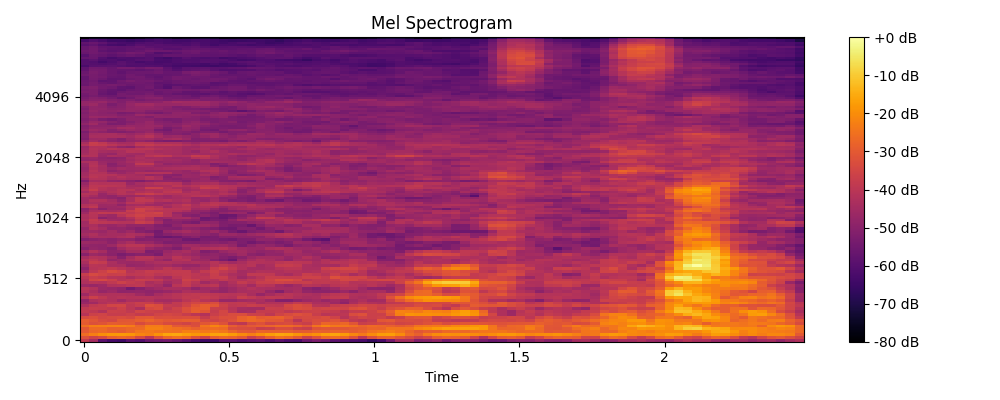 Mel Spectrogram
Hz
4096
2048
1024
512
0
0
0.5
1
1.5
2
Time
+0 dB
-10 dB
-20 dB
-30 dB
-40 dB
-50 dB
-60 dB
-70 dB
-80 dB